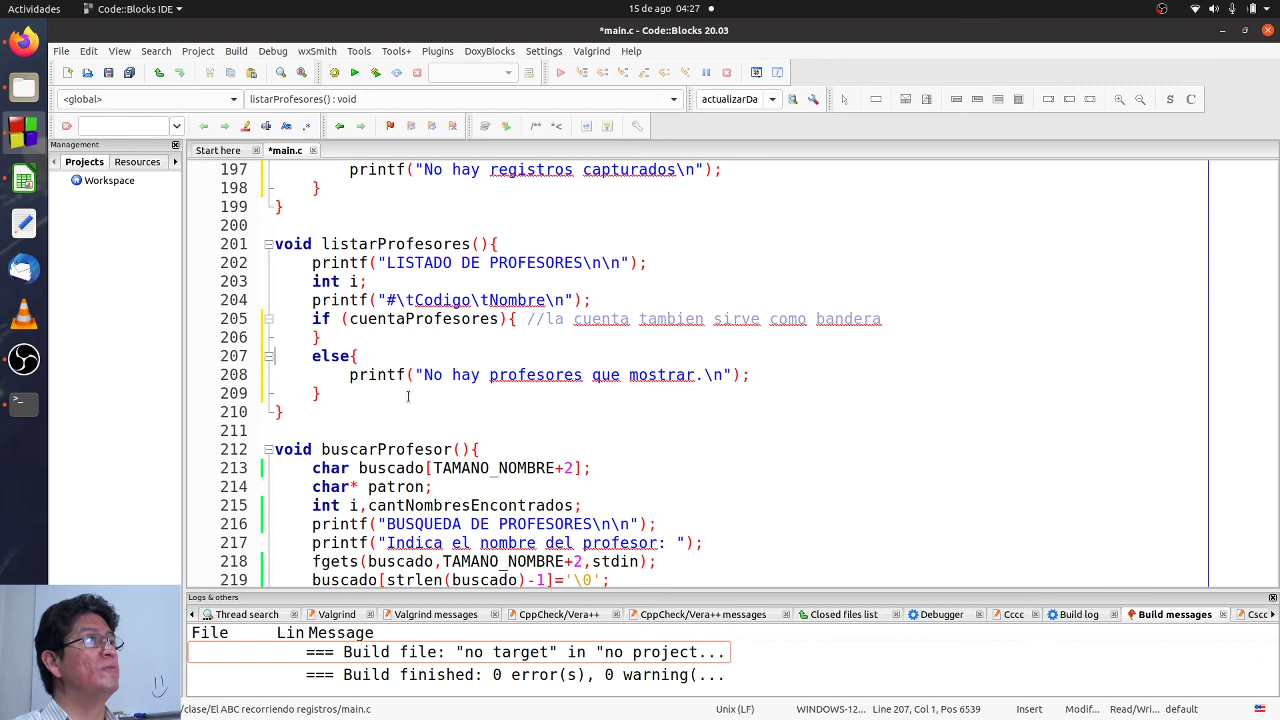 Actividades
Code::Blocks IDE
15 de ago 04:27
*main.c - Code::Blocks 20.03
File Edit View Search Project Build Debug wxSmith Tools Tools+ Plugins DoxyBlocks Settings Valgrind Help
<global>
listarProfesores() : void
actualizarDa
S C
/** *<
Management
Start here
*main.c
Projects Resources
Workspace
197 printf("No hay registros capturados\n");
198 }
199 }
200
201 void listarProfesores(){
202 printf("LISTADO DE PROFESORES\n\n");
203 int i;
204 printf("#\tCodigo\tNombre\n");
205 if (cuentaProfesores){ //la cuenta tambien sirve como bandera
206 }
207 else{
208 printf("No hay profesores que mostrar.\n");
209 }
210 }
211
212 void buscarProfesor(){
213 char buscado[TAMANO_NOMBRE+2];
214 char* patron;
215 int i,cantNombresEncontrados;
216 printf("BUSQUEDA DE PROFESORES\n\n");
217 printf("Indica el nombre del profesor: ");
218 fgets(buscado,TAMANO_NOMBRE+2,stdin);
219 buscado[strlen(buscado)-1]='\0';
Logs & others
Thread search Valgrind Valgrind messages CppCheck/Vera++ CppCheck/Vera++ messages Closed files list Debugger Cccc Build log Build messages Cscc
File Lin Message
=== Build file: "no target" in "no project...
=== Build finished: 0 error(s), 0 warning(...
/clase/El ABC recorriendo registros/main.c
Unix (LF)
WINDOWS-12...
Line 207, Col 1, Pos 6539
Insert
Modif...
Read/Wri...
default